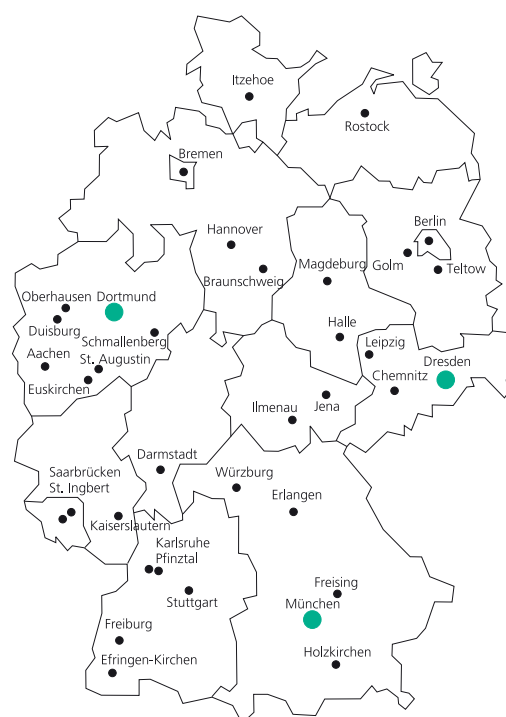 Itzehoe
Rostock
Bremen
Hannover
Berlin
Braunschweig
Magdeburg
Golm
Teltow
Oberhausen
Dortmund
Duisburg
Schmallenberg
Halle
Leipzig
Aachen
St. Augustin
Dresden
Euskirchen
Chemnitz
Ilmenau
Jena
Darmstadt
Würzburg
Saarbrücken
St. Ingbert
Erlangen
Kaiserslautern
Karlsruhe
Pfinztal
Stuttgart
Freising
München
Freiburg
Efringen-Kirchen
Holzkirchen